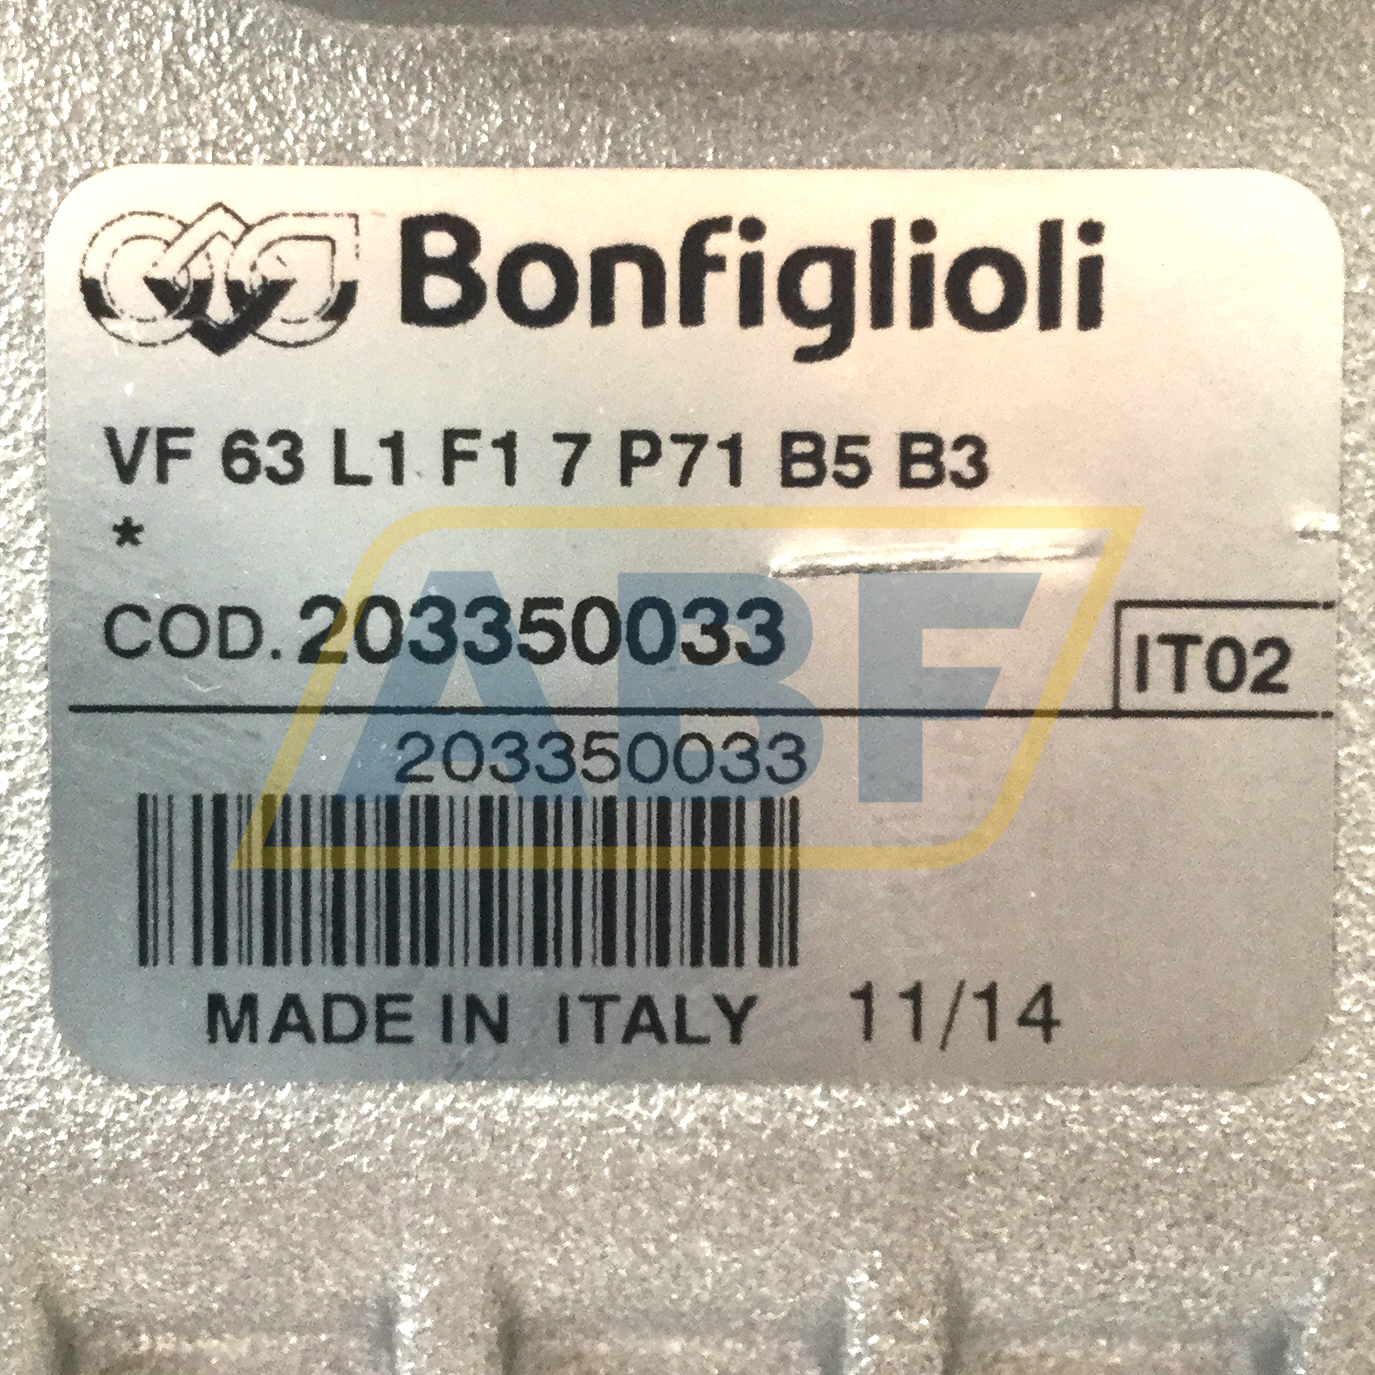 Bonfiglioli
VF 63 L1 F1 7 P71 B5 B3
*
COD. 203350033
IT02
203350033
MADE IN ITALY 11/14
ABF